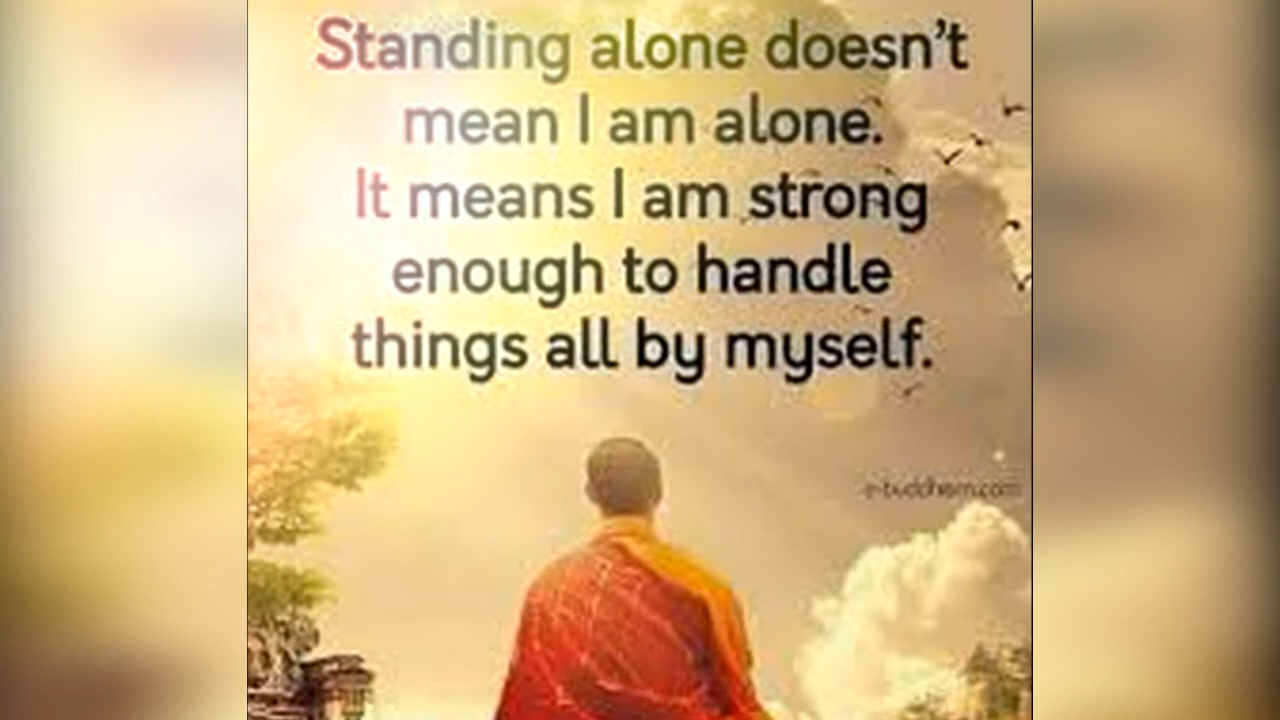 Standing alone doesn't
mean I am alone.
It means I am strong
enough to handle
things all by myself.